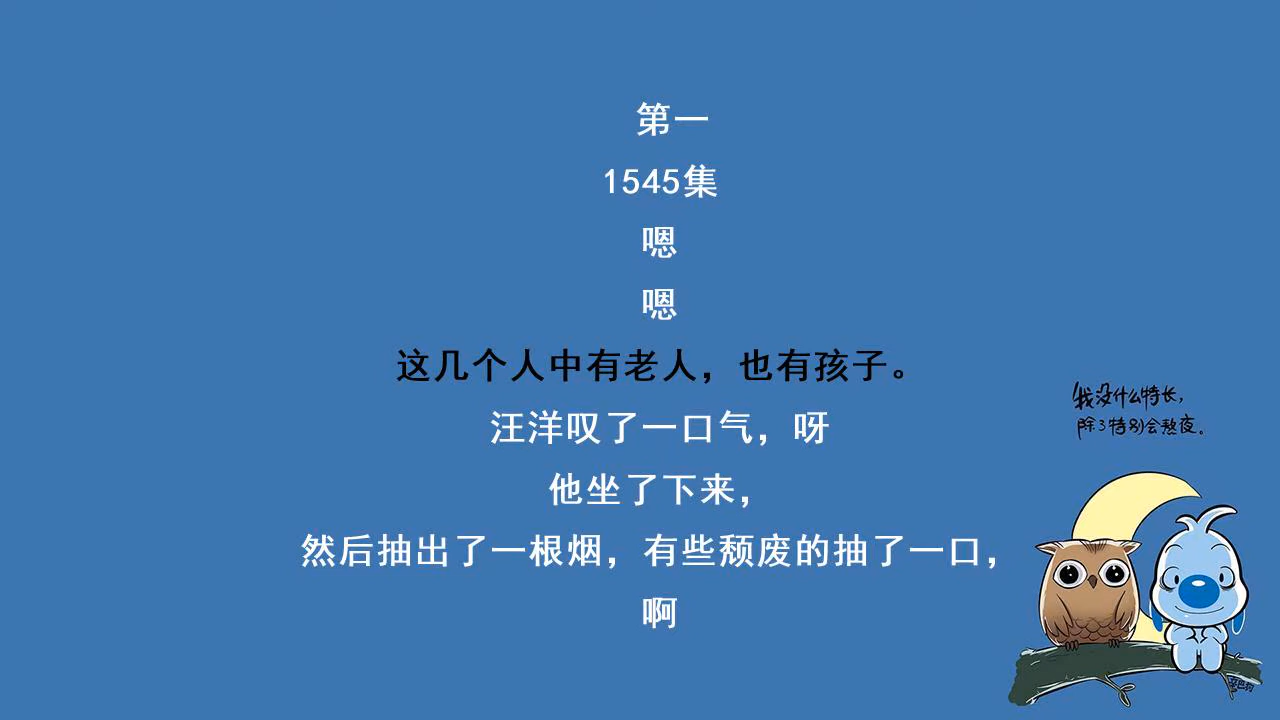 第一
1545集
嗯
嗯
这几个人中有老人，也有孩子。
汪洋叹了一口气，呀
他坐了下来，
然后抽出了一根烟，有些颓废的抽了一口，
啊
我没什么特长，
除了特别会熬夜。